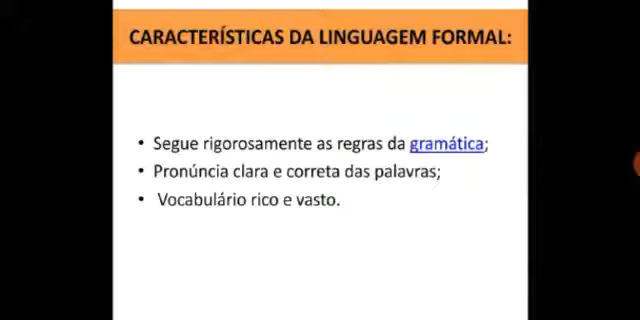 CARACTERÍSTICAS DA LINGUAGEM FORMAL:
• Segue rigorosamente as regras da gramática;
• Pronúncia clara e correta das palavras;
• Vocabulário rico e vasto.